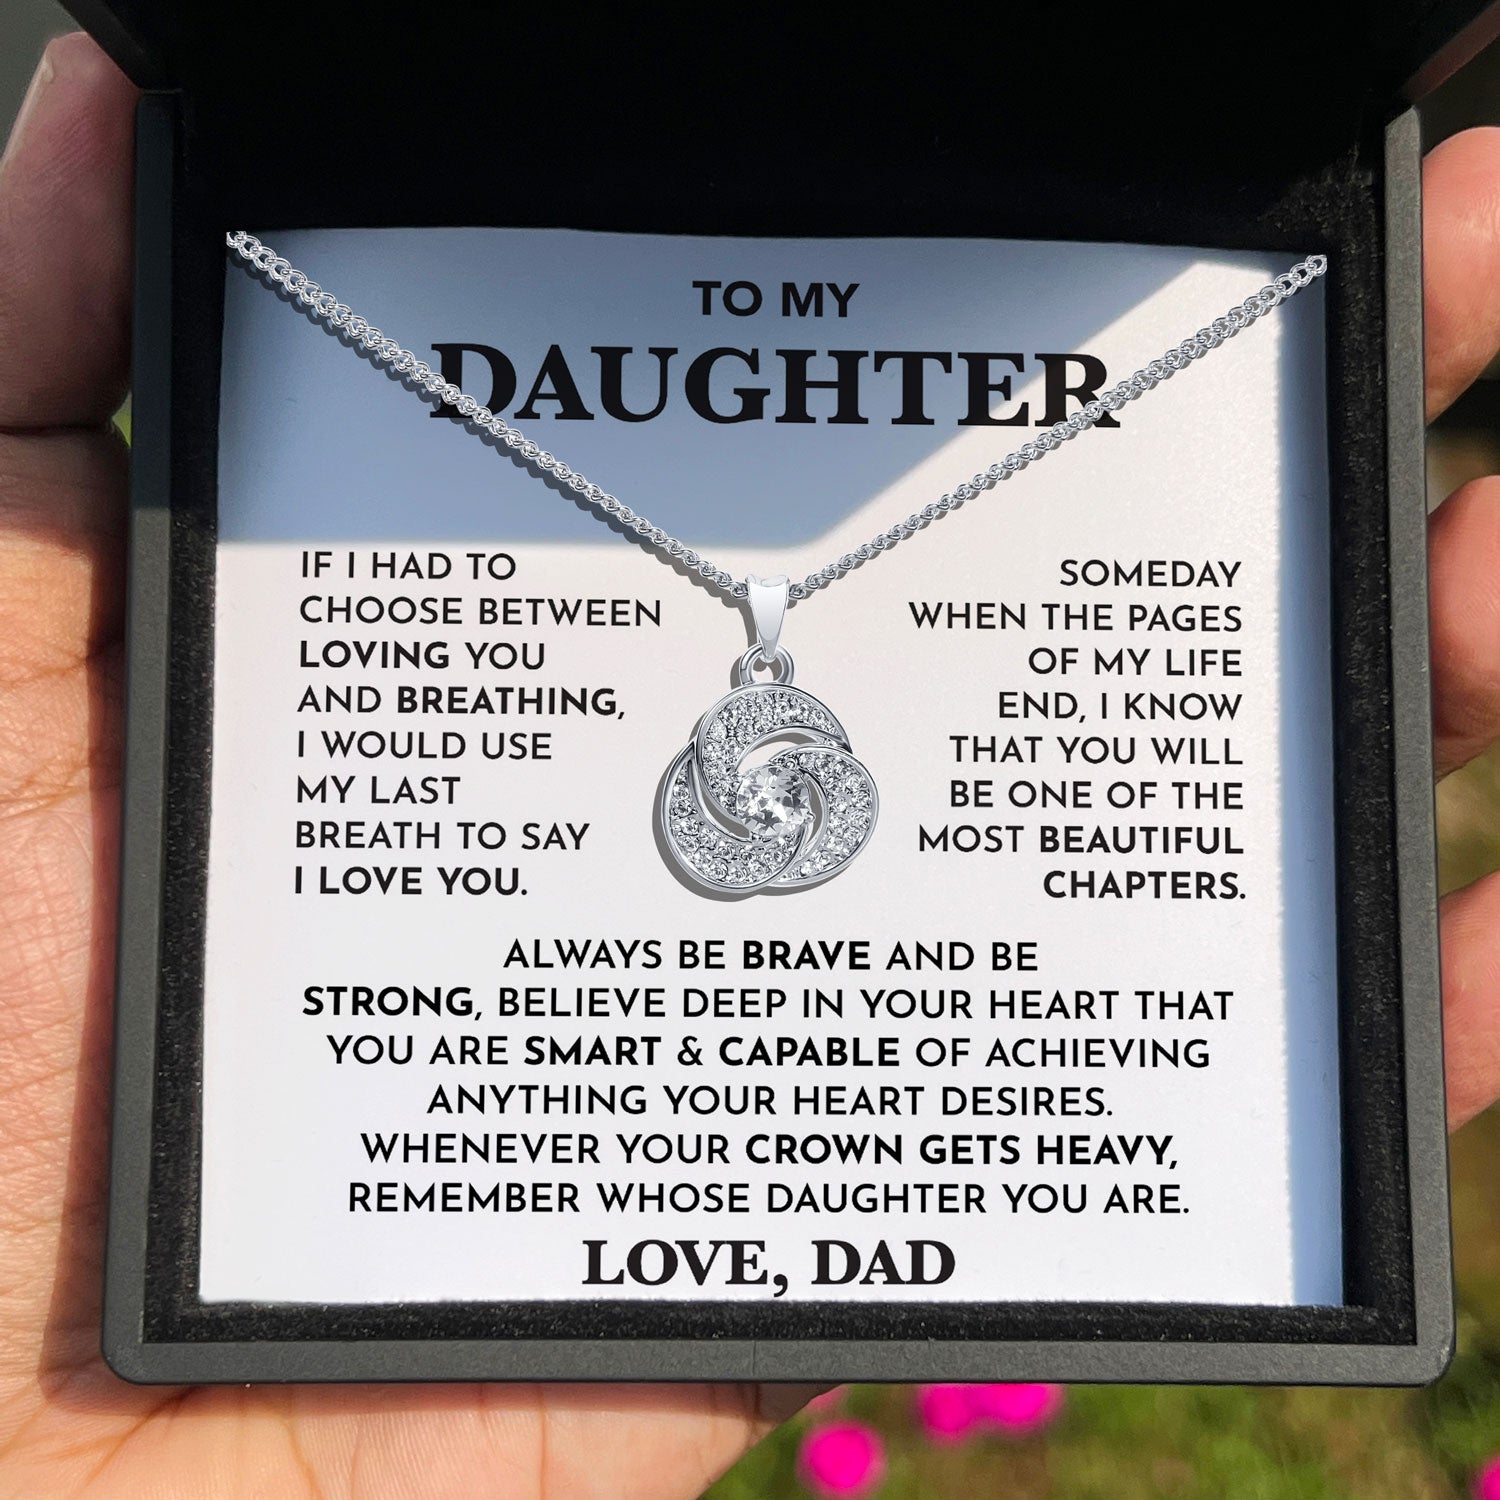 TO MY
DAUGHTER
IF I HAD TO
CHOOSE BETWEEN
LOVING YOU
AND BREATHING,
I WOULD USE
MY LAST
BREATH TO SAY
I LOVE YOU.
SOMEDAY
WHEN THE PAGES
OF MY LIFE
END, I KNOW
THAT YOU WILL
BE ONE OF THE
MOST BEAUTIFUL
CHAPTERS.
ALWAYS BE BRAVE AND BE
STRONG, BELIEVE DEEP IN YOUR HEART THAT
YOU ARE SMART & CAPABLE OF ACHIEVING
ANYTHING YOUR HEART DESIRES.
WHENEVER YOUR CROWN GETS HEAVY,
REMEMBER WHOSE DAUGHTER YOU ARE.
LOVE, DAD